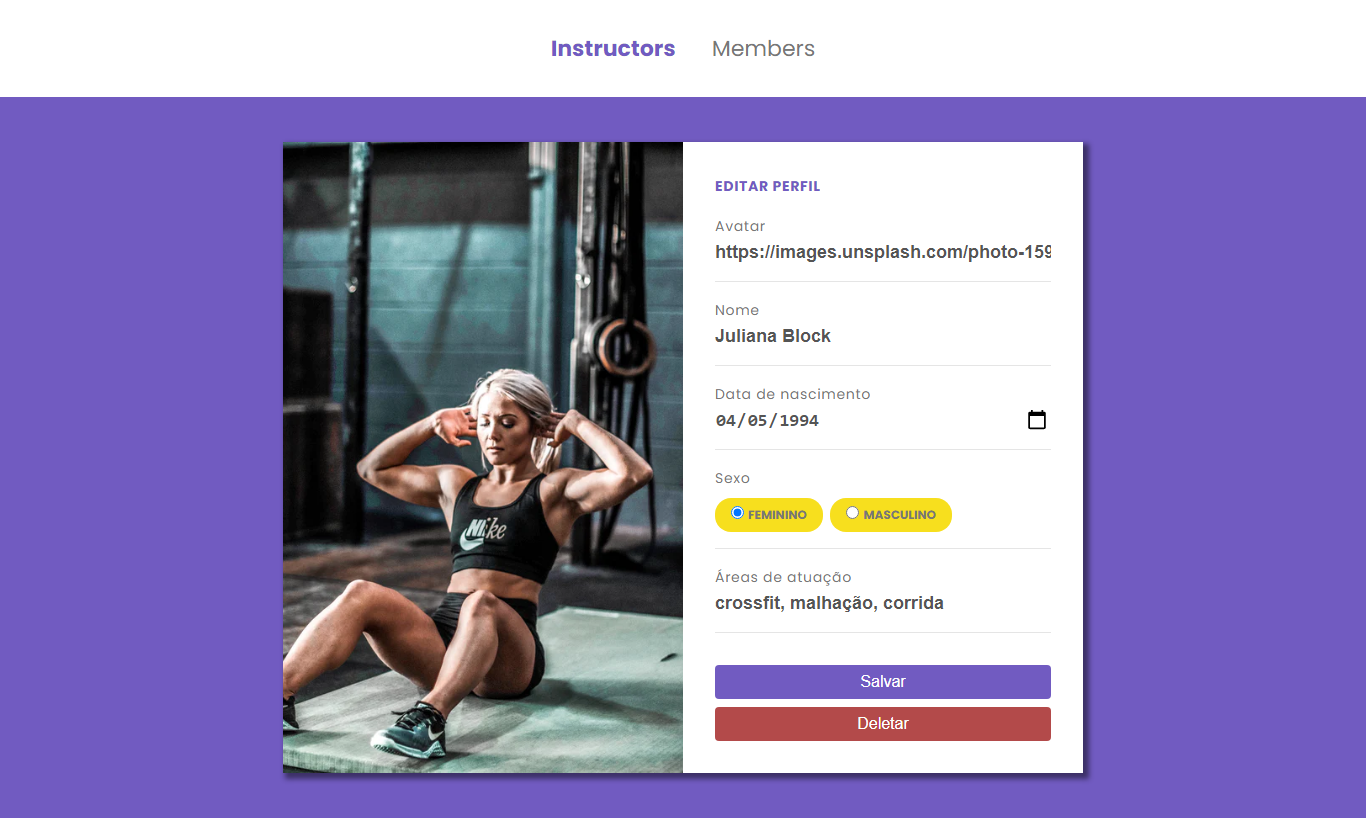 Instructors Members
EDITAR PERFIL
Avatar
https://images.unsplash.com/photo-159
Nome
Juliana Block
Data de nascimento
04/05/1994
Sexo
FEMININO MASCULINO
Áreas de atuação
crossfit, malhação, corrida
Salvar
Deletar
Nike